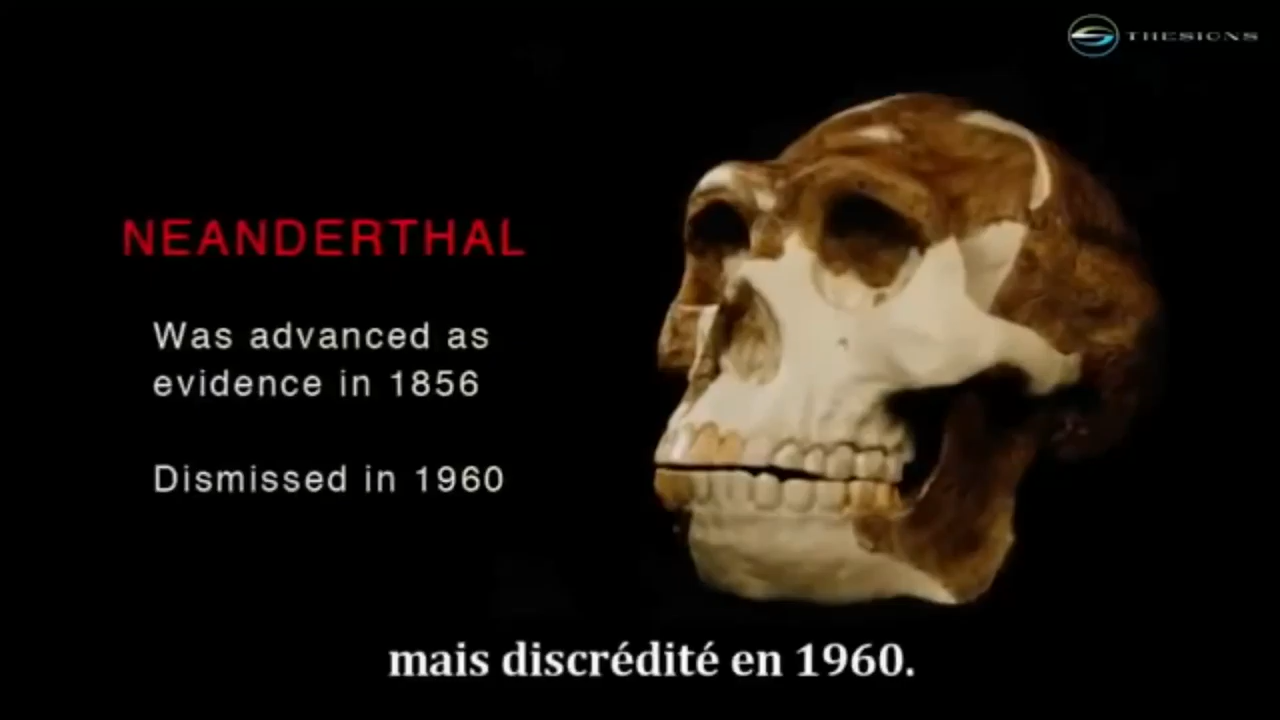 THESIGNS
NEANDERTHAL
Was advanced as
evidence in 1856
Dismissed in 1960
mais discrédité en 1960.